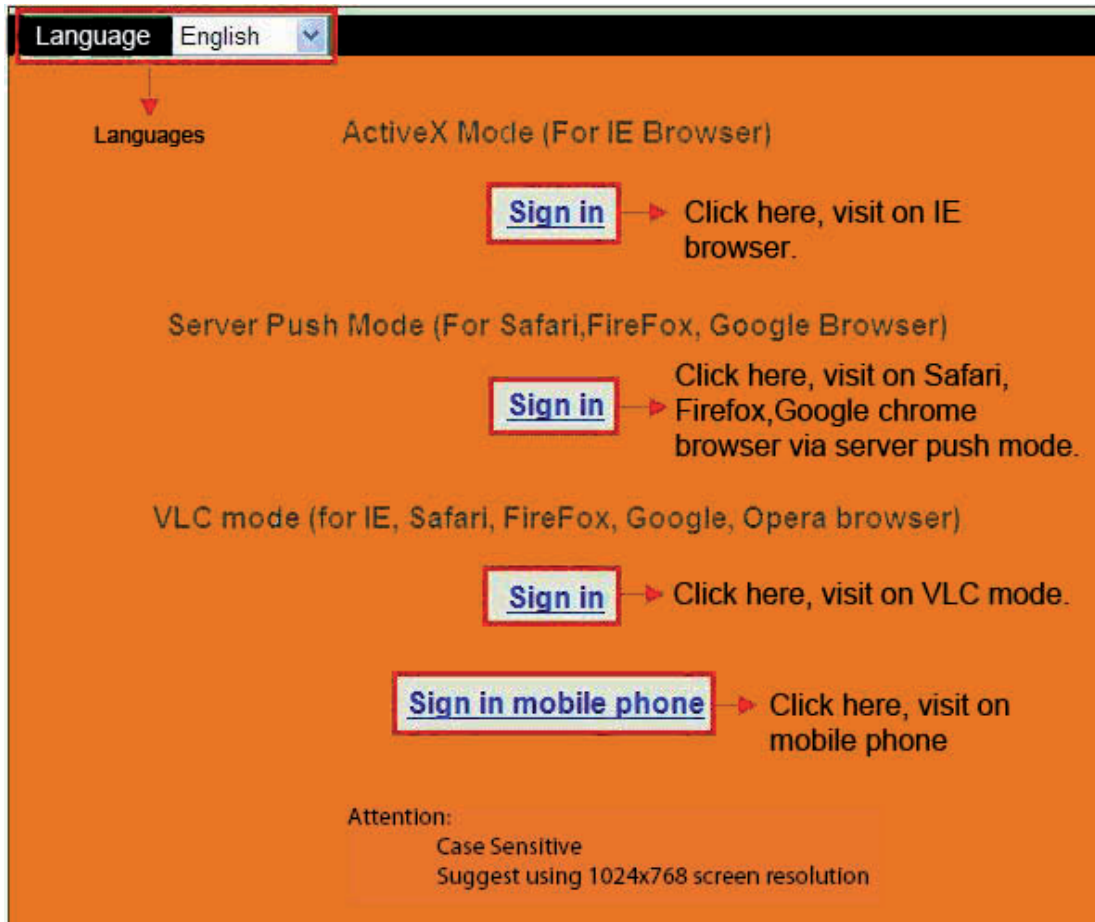 Language English
Languages
ActiveX Mode (For IE Browser)
Sign in
Click here, visit on IE
browser.
Server Push Mode (For Safari,FireFox, Google Browser)
Sign in
Click here, visit on Safari,
Firefox,Google chrome
browser via server push mode.
VLC mode (for IE, Safari, FireFox, Google, Opera browser)
Sign in
Click here, visit on VLC mode.
Sign in mobile phone
Click here, visit on
mobile phone
Attention:
Case Sensitive
Suggest using 1024x768 screen resolution